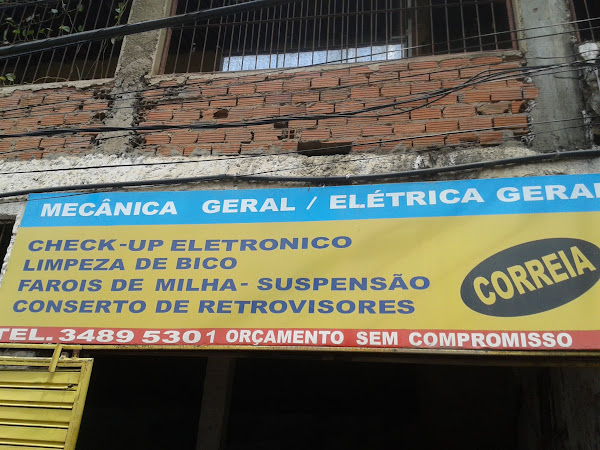 MECÂNICA GERAL / ELÉTRICA GERAL
CHECK-UP ELETRONICO
LIMPEZA DE BICO
FAROIS DE MILHA - SUSPENSÃO
CONSERTO DE RETROVISORES
CORREIA
TEL. 3489 5301 ORÇAMENTO SEM COMPROMISSO